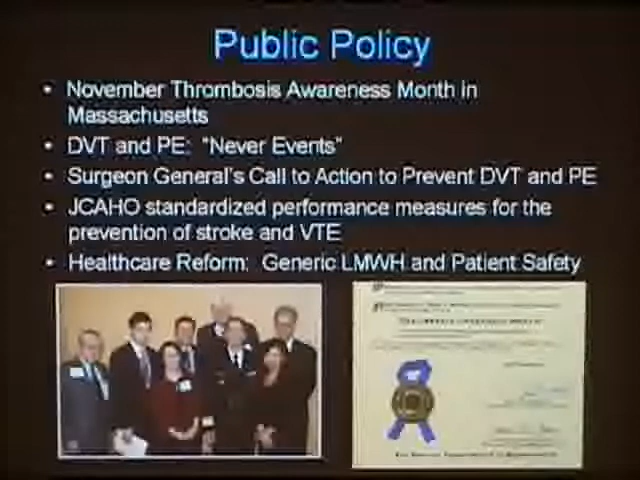 Public Policy
• November Thrombosis Awareness Month in
Massachusetts
• DVT and PE: "Never Events"
• Surgeon General's Call to Action to Prevent DVT and PE
• JCAHO standardized performance measures for the
prevention of stroke and VTE
• Healthcare Reform: Generic LMWH and Patient Safety